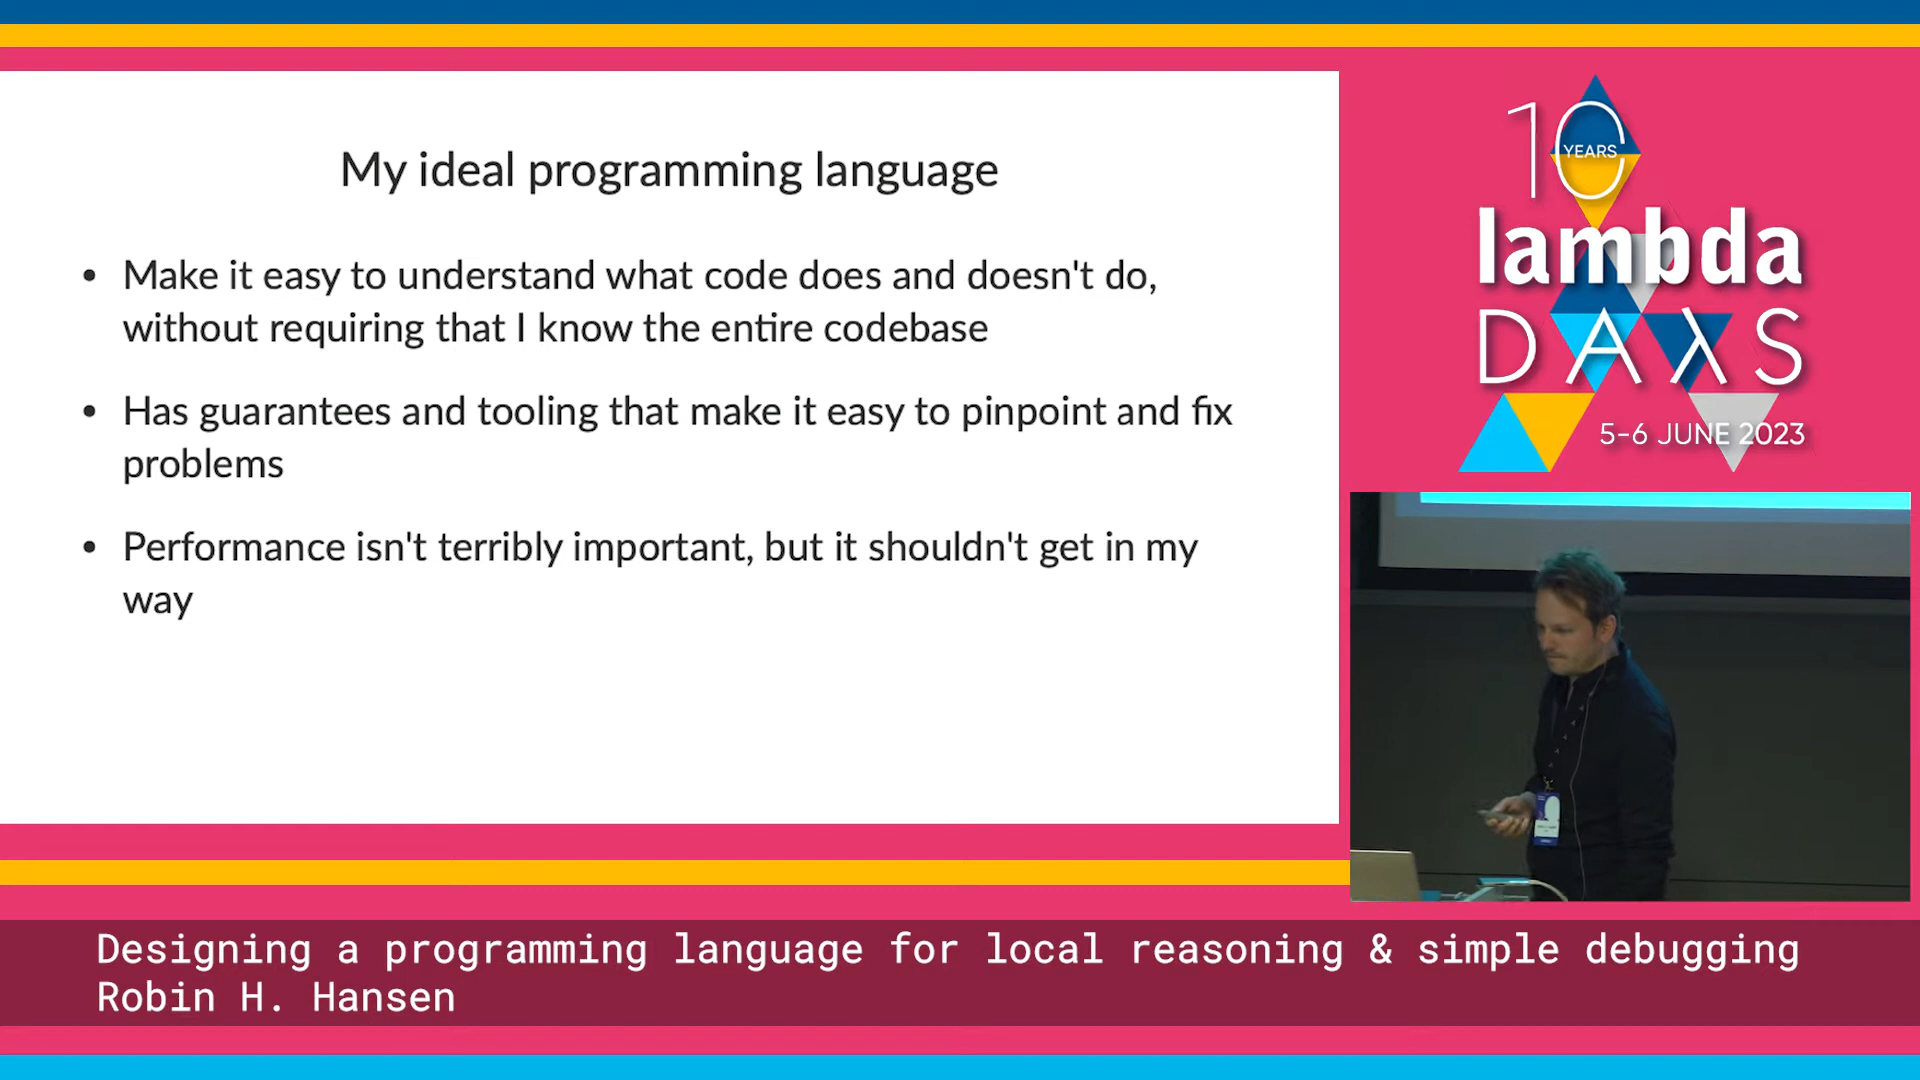 My ideal programming language
• Make it easy to understand what code does and doesn't do,
without requiring that I know the entire codebase
• Has guarantees and tooling that make it easy to pinpoint and fix
problems
• Performance isn't terribly important, but it shouldn't get in my
way
10
YEARS
lambda
DAλS
5-6 JUNE 2023
Designing a programming language for local reasoning & simple debugging
Robin H. Hansen